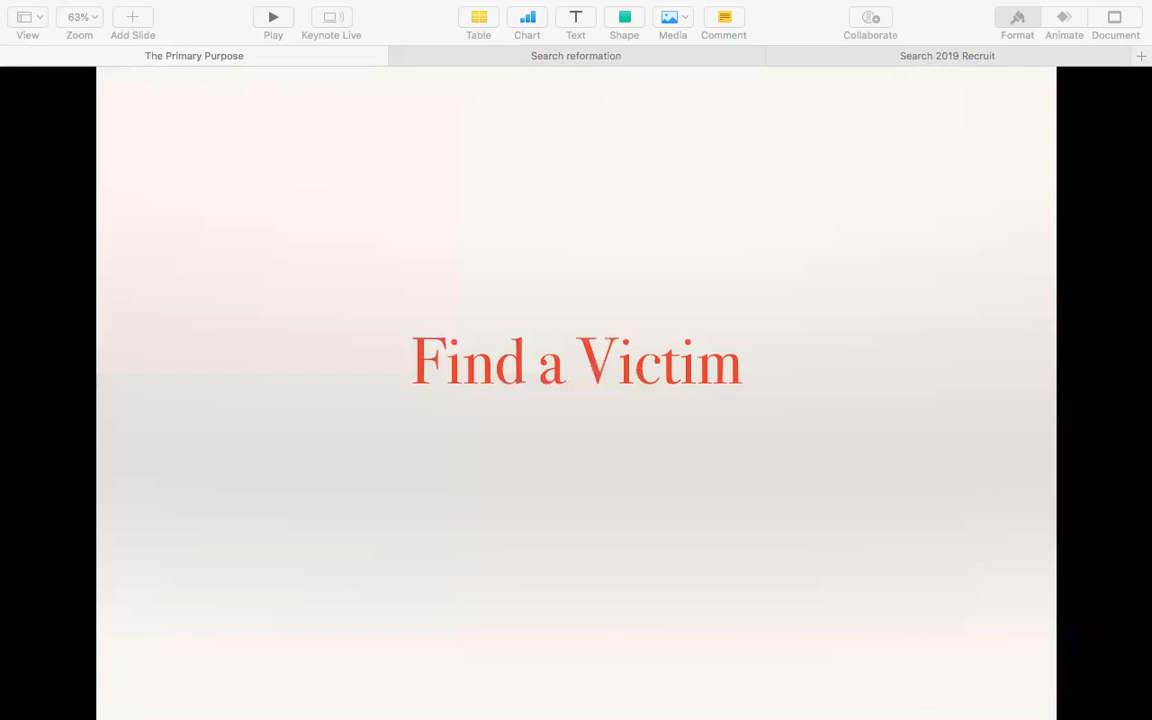 View
63%
Zoom
Add Slide
Play
Keynote Live
Table
Chart
T
Text
Shape
Media
Comment
Collaborate
Format
Animate
Document
The Primary Purpose
Search reformation
Search 2019 Recruit
Find a Victim